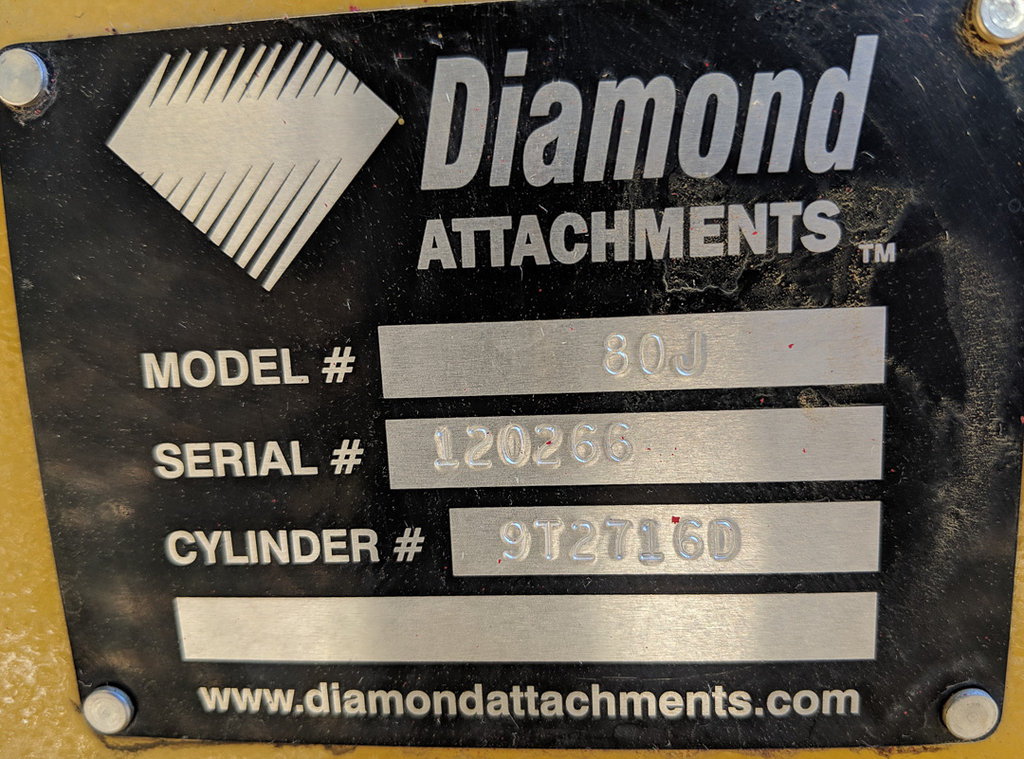 Diamond
ATTACHMENTS TM
MODEL # 80J
SERIAL # 120266
CYLINDER # 9T2716D
www.diamondattachments.com